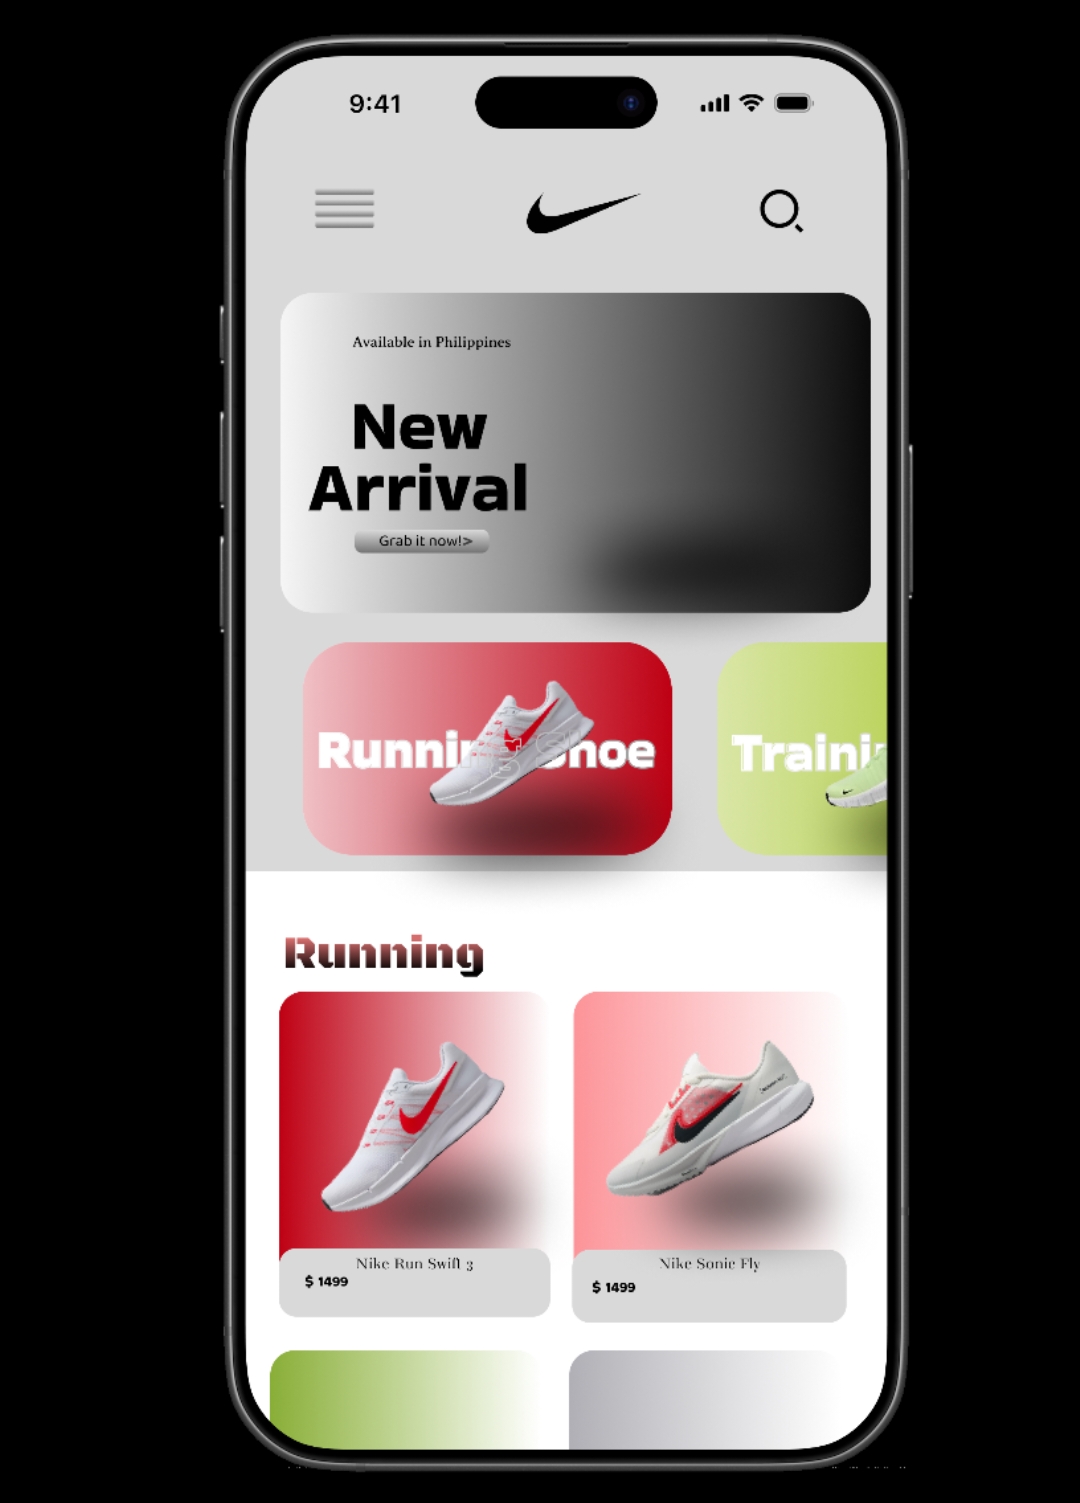 9:41
Available in Philippines
New
Arrival
Grab it now!>
Running Shoe
Running
Nike Run Swift 3
$ 1499
Nike Sonic Fly
$ 1499